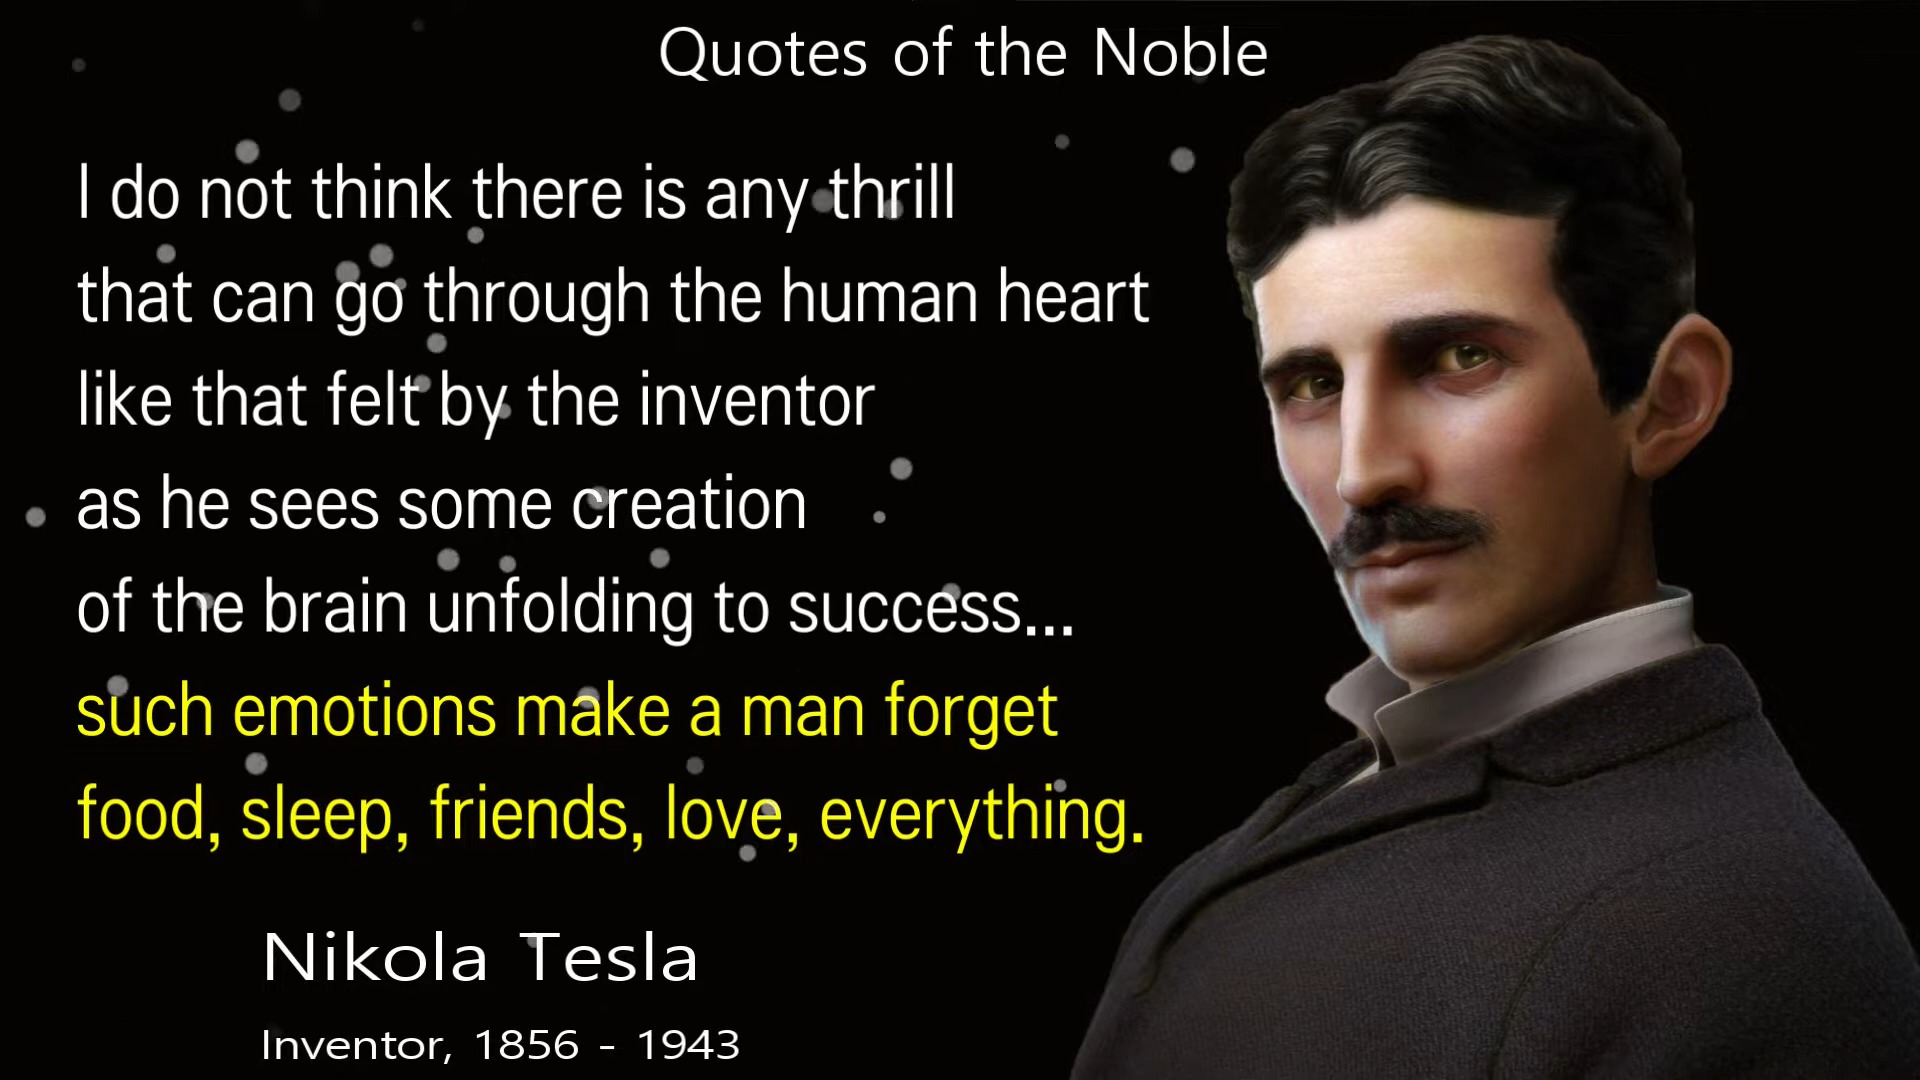 Quotes of the Noble
I do not think there is any thrill
that can go through the human heart
like that felt by the inventor
as he sees some creation
of the brain unfolding to success...
such emotions make a man forget
food, sleep, friends, love, everything.
Nikola Tesla
Inventor, 1856 - 1943